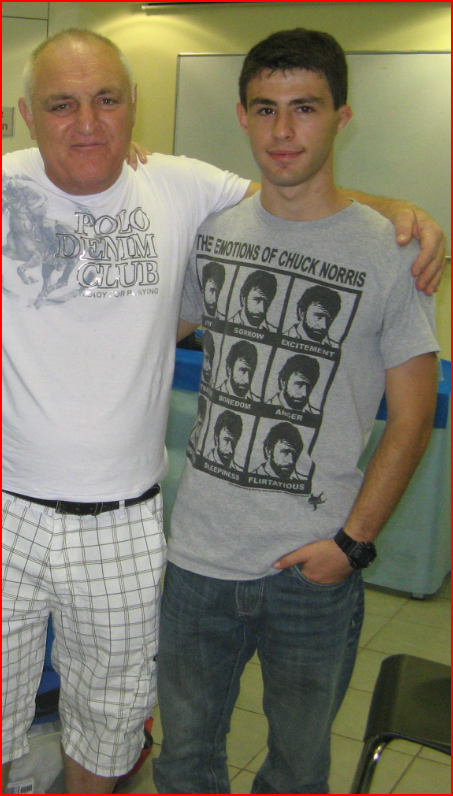 POLO
DENIM
CLUB
THE EMOTIONS OF CHUCK NORRIS
SORROW
EXCITEMENT
BOREDOM
ANGER
SLEEPINESS
FLIRTATIOUS